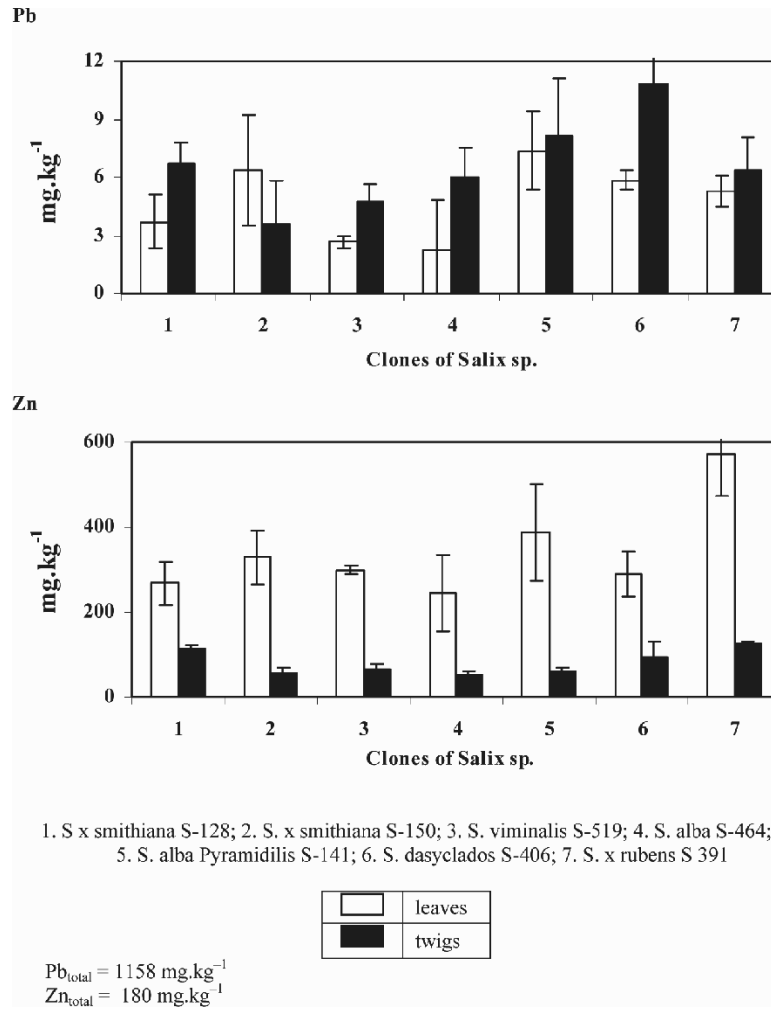 Pb
12
9
6
3
0
mg.kg⁻¹
1 2 3 4 5 6 7
Clones of Salix sp.
Zn
600
400
200
0
mg.kg⁻¹
1 2 3 4 5 6 7
Clones of Salix sp.
1. S x smithiana S-128; 2. S. x smithiana S-150; 3. S. viminalis S-519; 4. S. alba S-464;
5. S. alba Pyramidilis S-141; 6. S. dasyclados S-406; 7. S. x rubens S 391
leaves
twigs
Pbtotal = 1158 mg.kg⁻¹
Zntotal = 180 mg.kg⁻¹